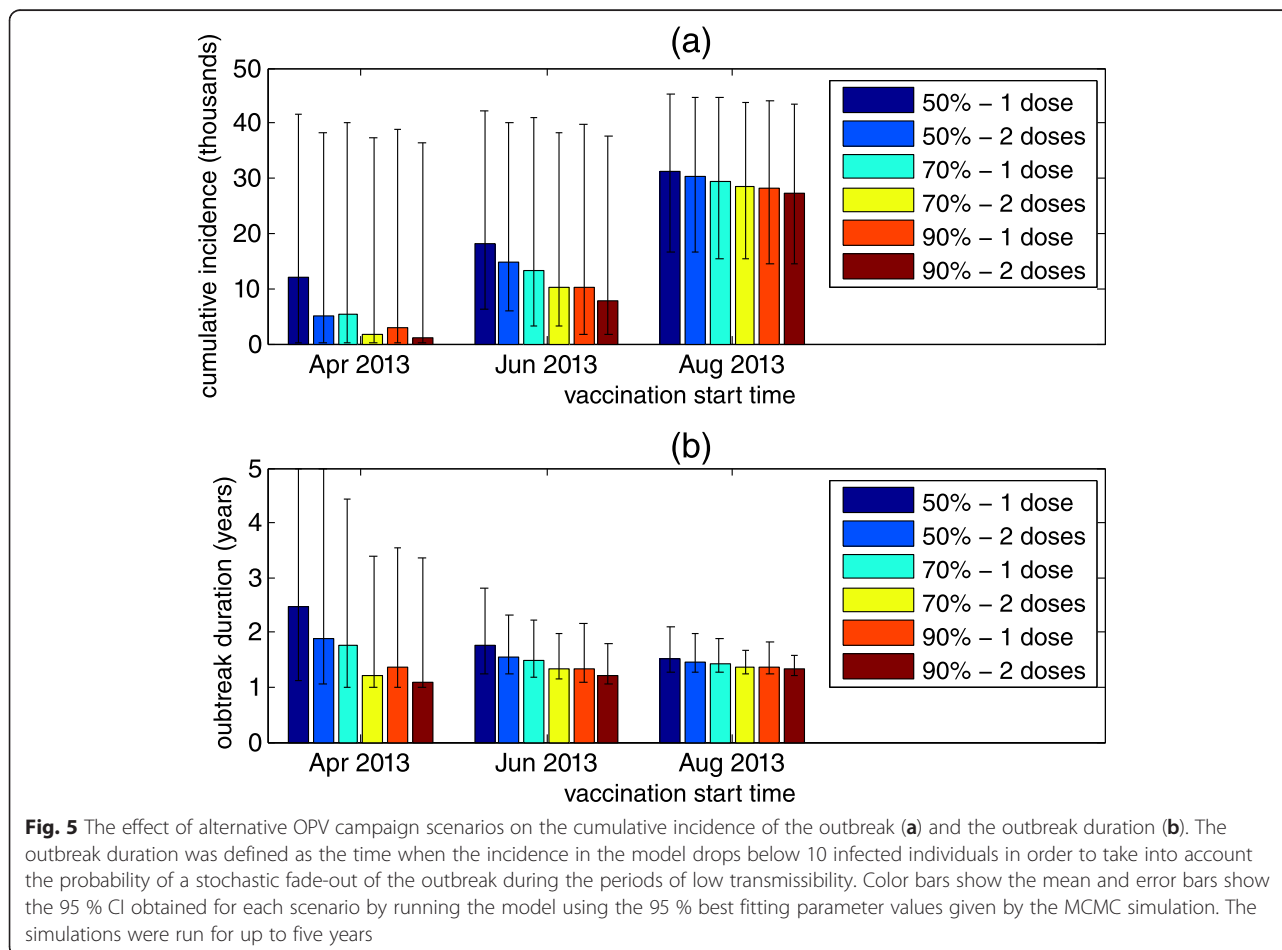 (a)
cumulative incidence (thousands)
50
40
30
20
10
0
Apr 2013
Jun 2013
Aug 2013
vaccination start time
50% − 1 dose
50% − 2 doses
70% − 1 dose
70% − 2 doses
90% − 1 dose
90% − 2 doses
(b)
oubtreak duration (years)
5
4
3
2
1
0
Apr 2013
Jun 2013
Aug 2013
vaccination start time
50% − 1 dose
50% − 2 doses
70% − 1 dose
70% − 2 doses
90% − 1 dose
90% − 2 doses
Fig. 5 The effect of alternative OPV campaign scenarios on the cumulative incidence of the outbreak (a) and the outbreak duration (b). The
outbreak duration was defined as the time when the incidence in the model drops below 10 infected individuals in order to take into account
the probability of a stochastic fade-out of the outbreak during the periods of low transmissibility. Color bars show the mean and error bars show
the 95 % CI obtained for each scenario by running the model using the 95 % best fitting parameter values given by the MCMC simulation. The
simulations were run for up to five years